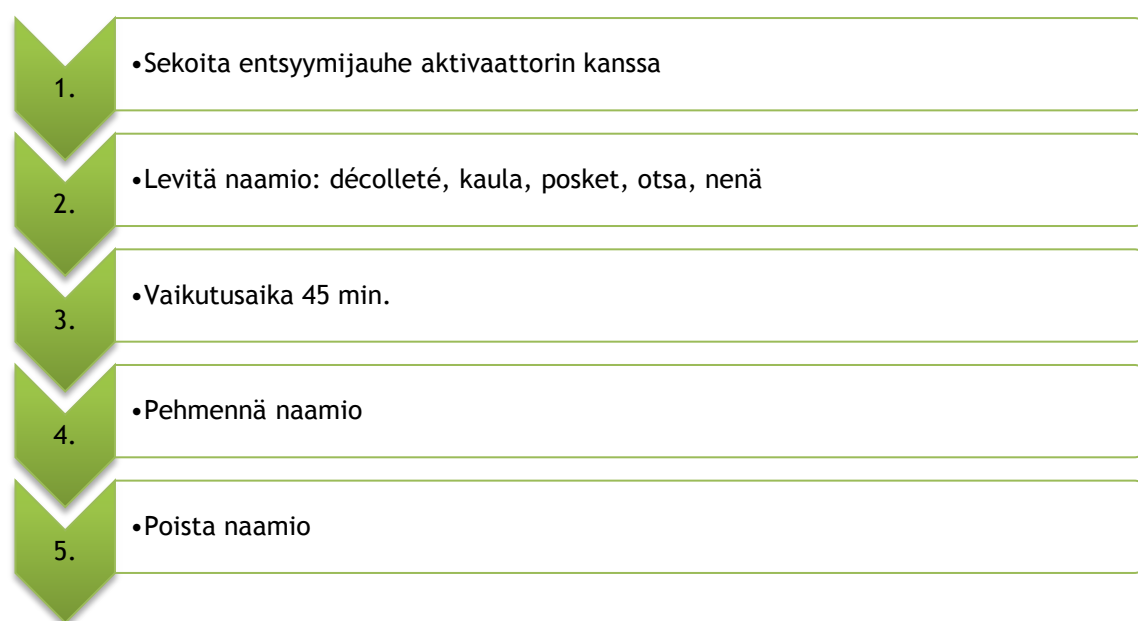 1. •Sekoita entsyymijauhe aktivaattorin kanssa
2. •Levitä naamio: décolleté, kaula, posket, otsa, nenä
3. •Vaikutusaika 45 min.
4. •Pehmennä naamio
5. •Poista naamio